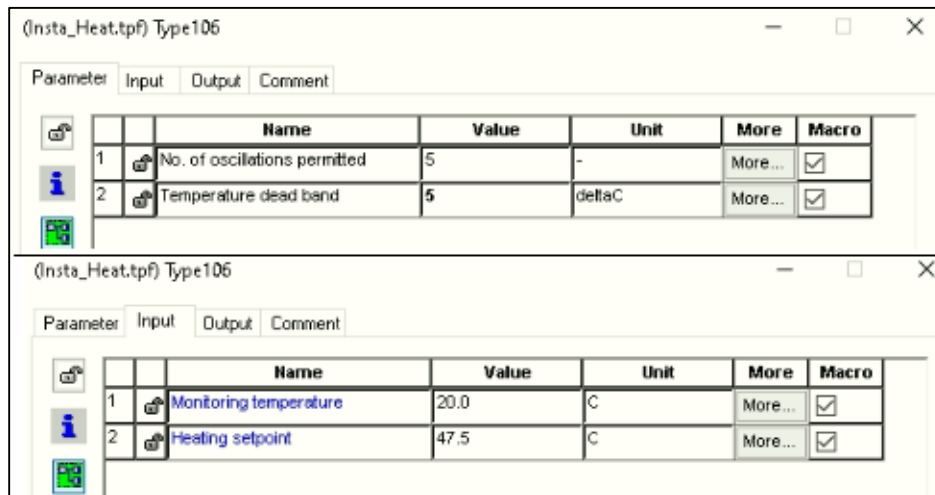 (Insta_Heat.tpf) Type106
Parameter Input Output Comment
Name Value Unit More Macro
1 No. of oscillations permitted 5 - More...
i
2 Temperature dead band 5 deltaC More...
(Insta_Heat.tpf) Type106
Parameter Input Output Comment
Name Value Unit More Macro
1 Monitoring temperature 20.0 C More...
i
2 Heating setpoint 47.5 C More...